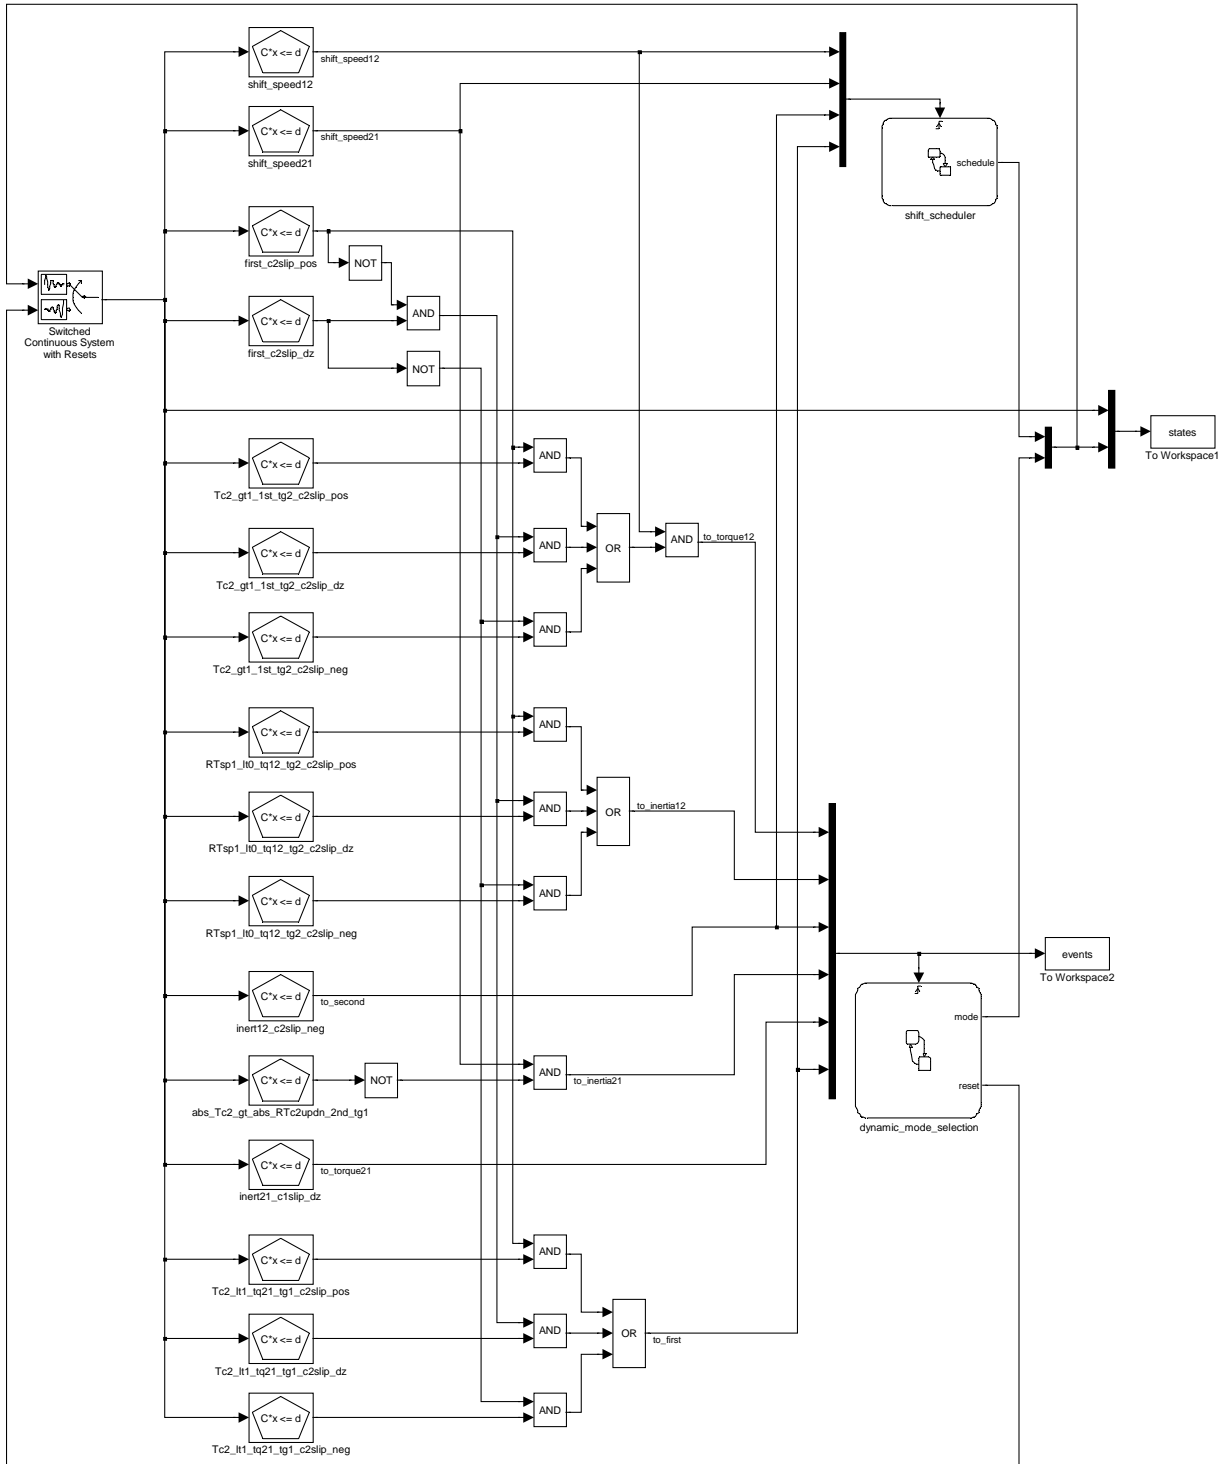 C*x <= d
shift_speed12
shift_speed12
C*x <= d
shift_speed21
shift_speed21
schedule
shift_scheduler
C*x <= d
first_c2slip_pos
NOT
Switched
Continuous System
with Resets
C*x <= d
first_c2slip_dz
AND
NOT
states
To Workspace1
C*x <= d
Tc2_gt1_1st_tg2_c2slip_pos
AND
C*x <= d
Tc2_gt1_1st_tg2_c2slip_dz
AND
OR
AND
to_torque12
C*x <= d
Tc2_gt1_1st_tg2_c2slip_neg
AND
C*x <= d
RTsp1_lt0_tq12_tg2_c2slip_pos
AND
C*x <= d
RTsp1_lt0_tq12_tg2_c2slip_dz
AND
OR
to_inertia12
C*x <= d
RTsp1_lt0_tq12_tg2_c2slip_neg
AND
events
To Workspace2
C*x <= d
to_second
inert12_c2slip_neg
mode
reset
dynamic_mode_selection
C*x <= d
abs_Tc2_gt_abs_RTc2updn_2nd_tg1
NOT
AND
to_inertia21
C*x <= d
to_torque21
inert21_c1slip_dz
C*x <= d
Tc2_lt1_tq21_tg1_c2slip_pos
AND
C*x <= d
Tc2_lt1_tq21_tg1_c2slip_dz
AND
OR
to_first
C*x <= d
Tc2_lt1_tq21_tg1_c2slip_neg
AND